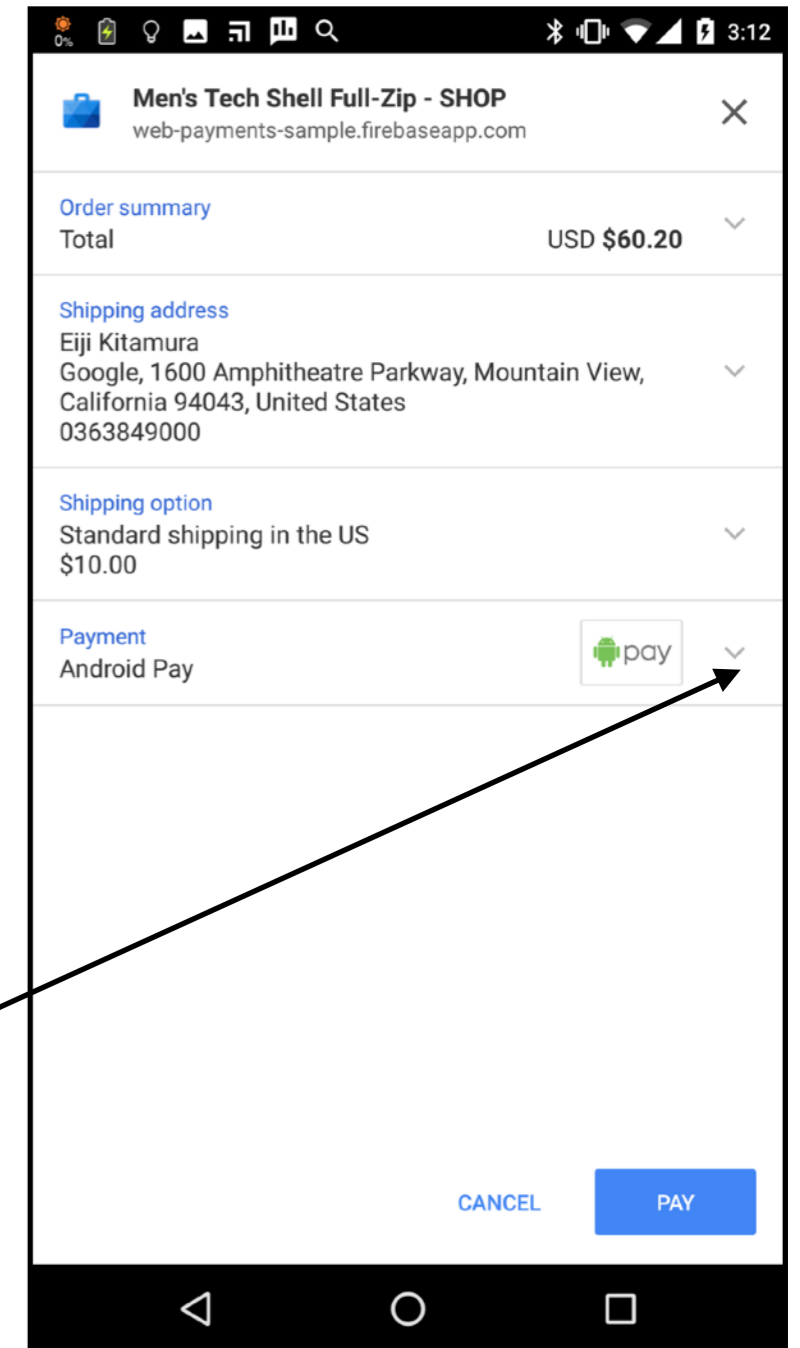 0%
3:12
Men's Tech Shell Full-Zip - SHOP
web-payments-sample.firebaseapp.com
Order summary
Total USD $60.20
Shipping address
Eiji Kitamura
Google, 1600 Amphitheatre Parkway, Mountain View,
California 94043, United States
0363849000
Shipping option
Standard shipping in the US
$10.00
Payment
Android Pay
pay
CANCEL PAY